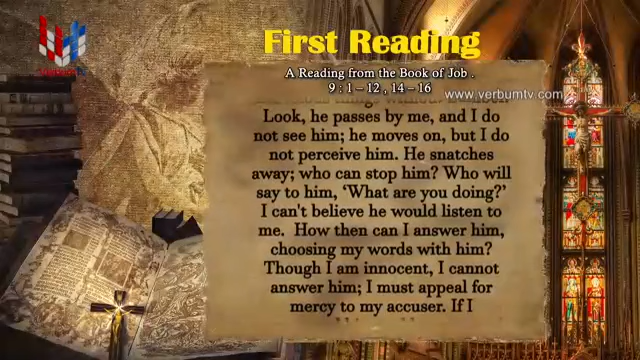 First Reading
A Reading from the Book of Job .
9 : 1 – 12 , 14 – 16
www.verbumtv.com
Look, he passes by me, and I do
not see him; he moves on, but I do
not perceive him. He snatches
away; who can stop him? Who will
say to him, ‘What are you doing?’
I can't believe he would listen to
me. How then can I answer him,
choosing my words with him?
Though I am innocent, I cannot
answer him; I must appeal for
mercy to my accuser. If I